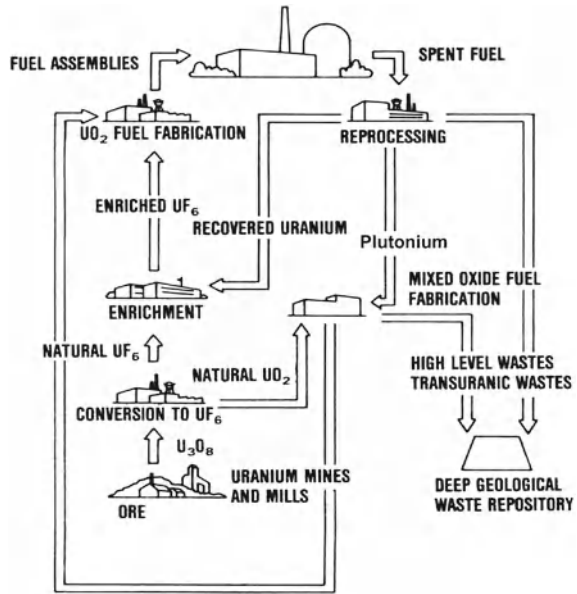 FUEL ASSEMBLIES
SPENT FUEL
UO₂ FUEL FABRICATION
REPROCESSING
ENRICHED UF₆
RECOVERED URANIUM
Plutonium
MIXED OXIDE FUEL
FABRICATION
ENRICHMENT
NATURAL UF₆
NATURAL UO₂
HIGH LEVEL WASTES
TRANSURANIC WASTES
CONVERSION TO UF₆
U₃O₈
URANIUM MINES
AND MILLS
ORE
DEEP GEOLOGICAL
WASTE REPOSITORY